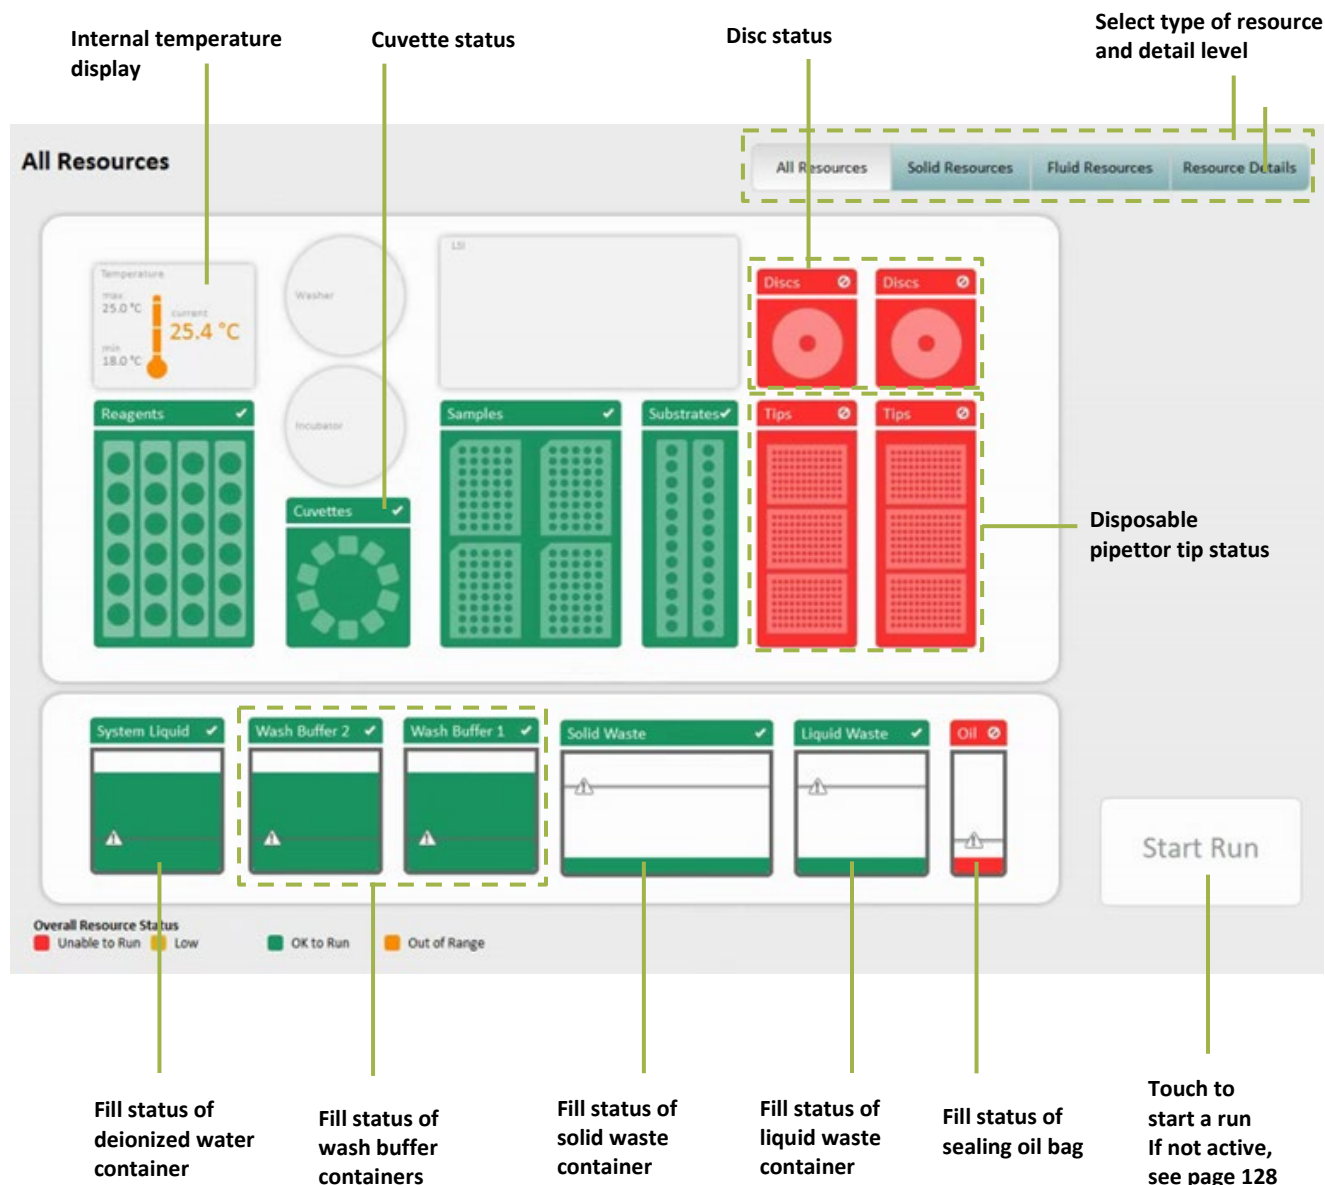 Internal temperature
display
Cuvette status
Disc status
Select type of resource
and detail level
All Resources
All Resources
Solid Resources
Fluid Resources
Resource Details
Temperature
max
25.0 °C
current
25.4 °C
min
18.0 °C
Washer
Incubator
LSI
Discs
Discs
Reagents
Cuvettes
Samples
Substrates
Tips
Tips
Disposable
pipettor tip status
System Liquid
Wash Buffer 2
Wash Buffer 1
Solid Waste
Liquid Waste
Oil
Start Run
Overall Resource Status
Unable to Run
Low
OK to Run
Out of Range
Fill status of
deionized water
container
Fill status of
wash buffer
containers
Fill status of
solid waste
container
Fill status of
liquid waste
container
Fill status of
sealing oil bag
Touch to
start a run
If not active,
see page 128